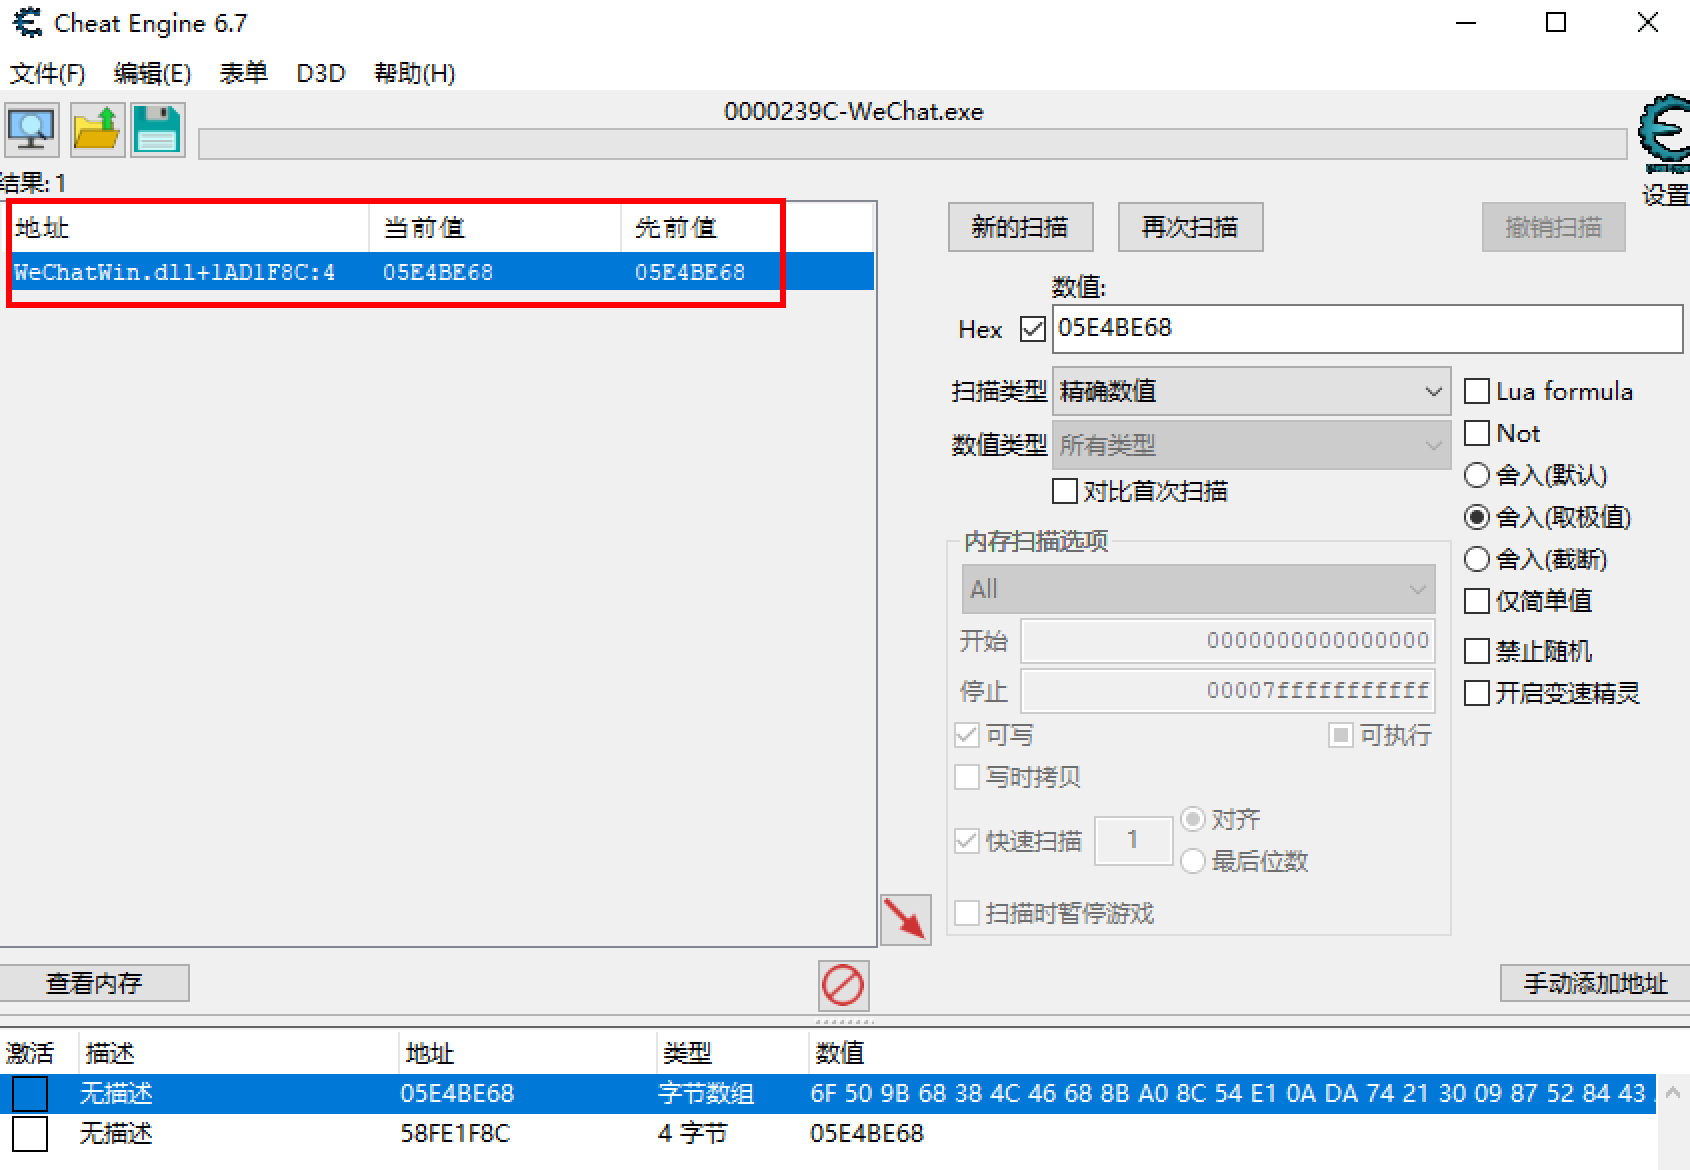 Cheat Engine 6.7
文件(F) 编辑(E) 表单 D3D 帮助(H)
0000239C-WeChat.exe
结果: 1
设置
地址 当前值 先前值
WeChatWin.dll+1AD1F8C:4 05E4BE68 05E4BE68
新的扫描 再次扫描 撤销扫描
数值:
Hex 05E4BE68
扫描类型 精确数值
数值类型 所有类型
对比首次扫描
Lua formula
Not
舍入(默认)
舍入(取极值)
舍入(截断)
仅简单值
禁止随机
开启变速精灵
内存扫描选项
All
开始 0000000000000000
停止 00007fffffffffff
可写 可执行
写时拷贝
快速扫描 1 对齐
最后位数
扫描时暂停游戏
查看内存 手动添加地址
激活 描述 地址 类型 数值
无描述 05E4BE68 字节数组 6F 50 9B 68 38 4C 46 68 8B A0 8C 54 E1 0A DA 74 21 30 09 87 52 84 43
无描述 58FE1F8C 4 字节 05E4BE68